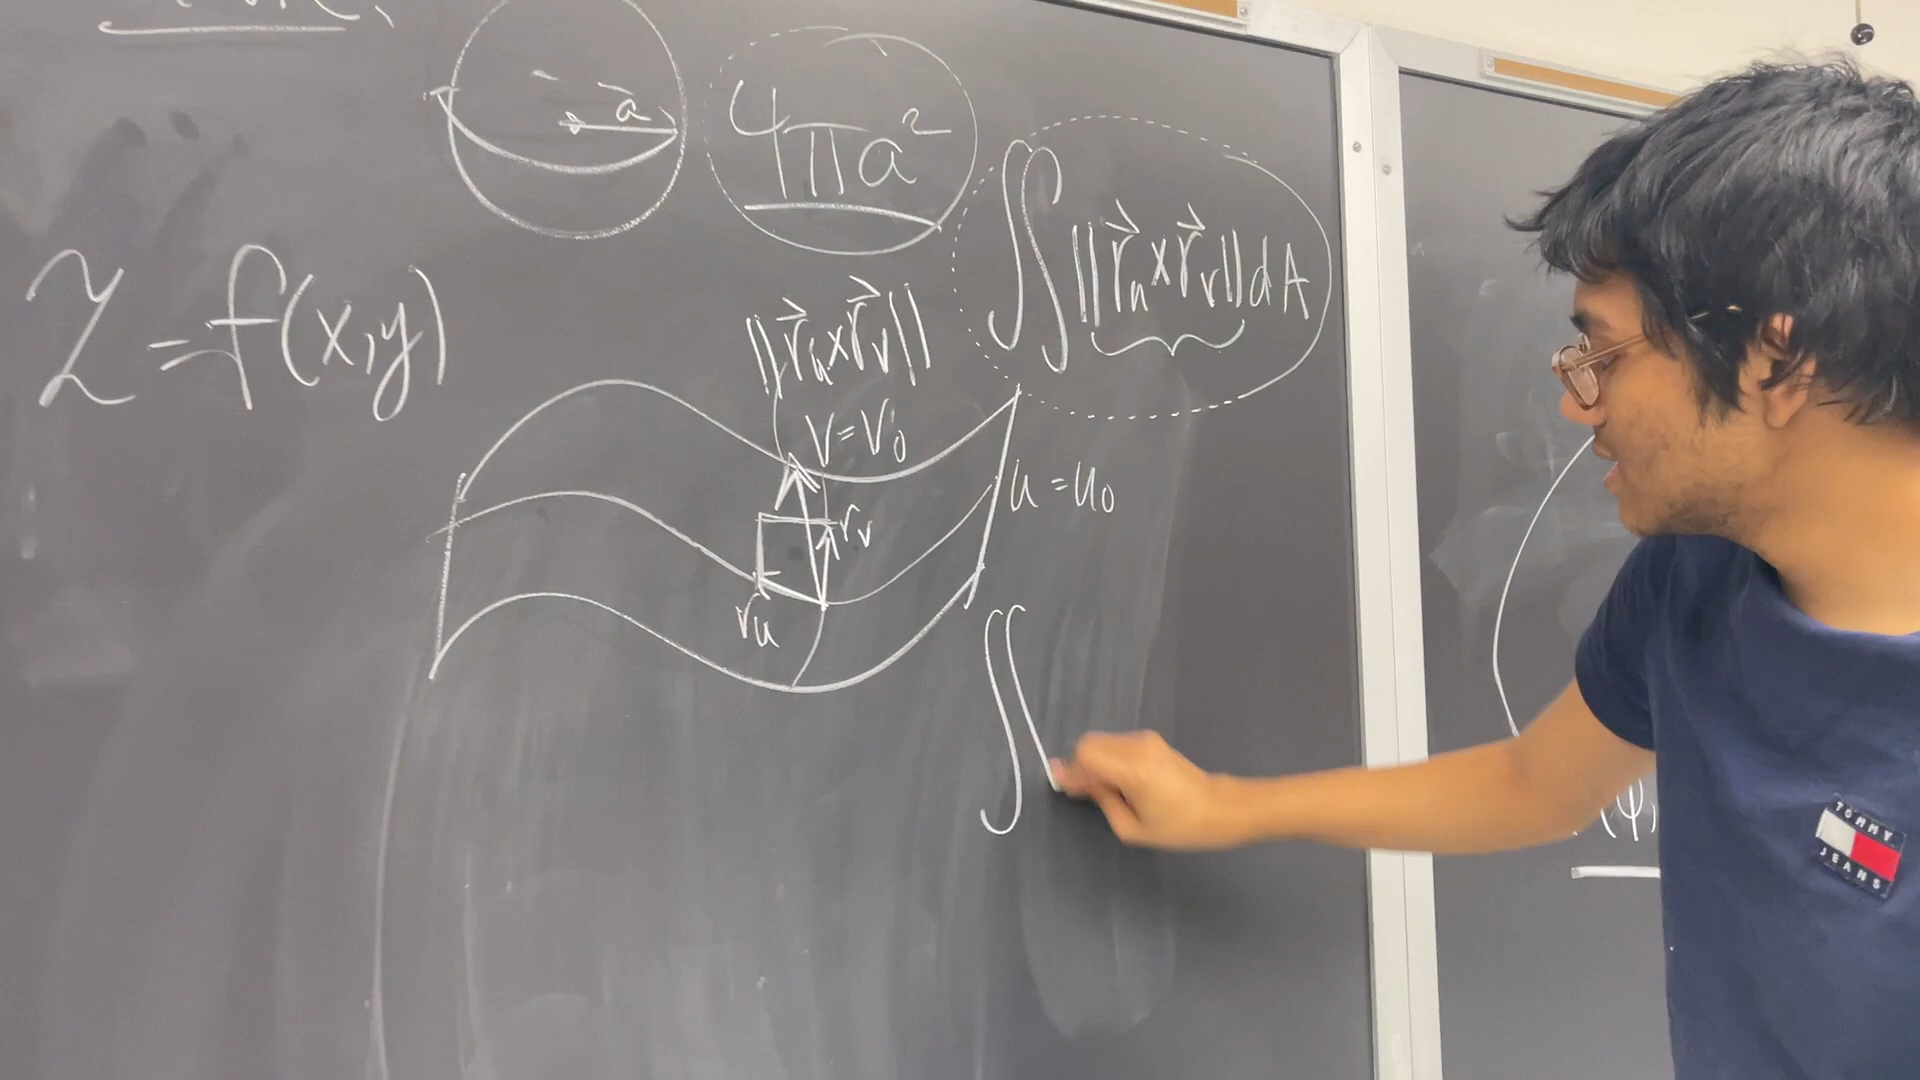 a
4πa²
∬ ||r⃗u×r⃗v|| dA
z = f(x,y)
||r⃗u×r⃗v||
v=v₀
u=u₀
rv
ru
∬
TOMMY
JEANS